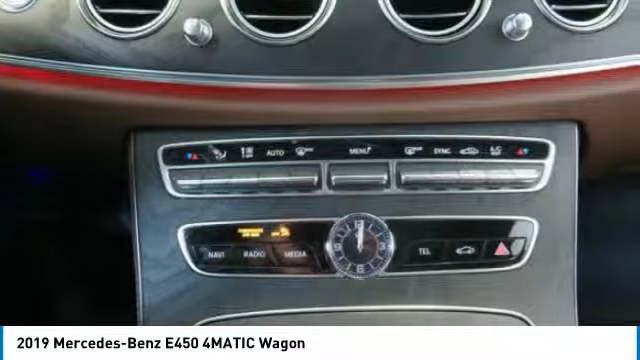 AUTO MENU SYNC A/C
NAVI RADIO MEDIA TEL
2019 Mercedes-Benz E450 4MATIC Wagon